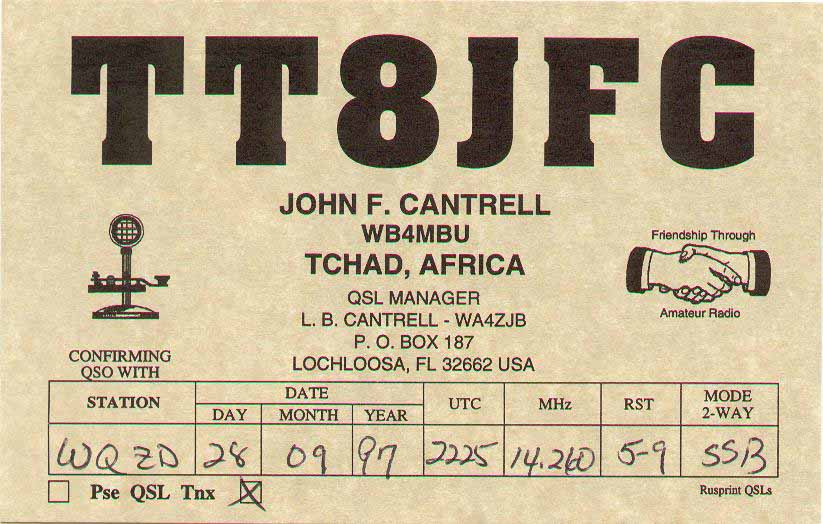 TT8JFC
JOHN F. CANTRELL
WB4MBU
TCHAD, AFRICA
Friendship Through
Amateur Radio
QSL MANAGER
L. B. CANTRELL - WA4ZJB
P. O. BOX 187
LOCHLOOSA, FL 32662 USA
CONFIRMING
QSO WITH
STATION DATE UTC MHz RST MODE
DAY MONTH YEAR 2-WAY
WQ ZD 28 09 97 2225 14.260 5-9 SSB
Pse QSL Tnx X
Rusprint QSLs